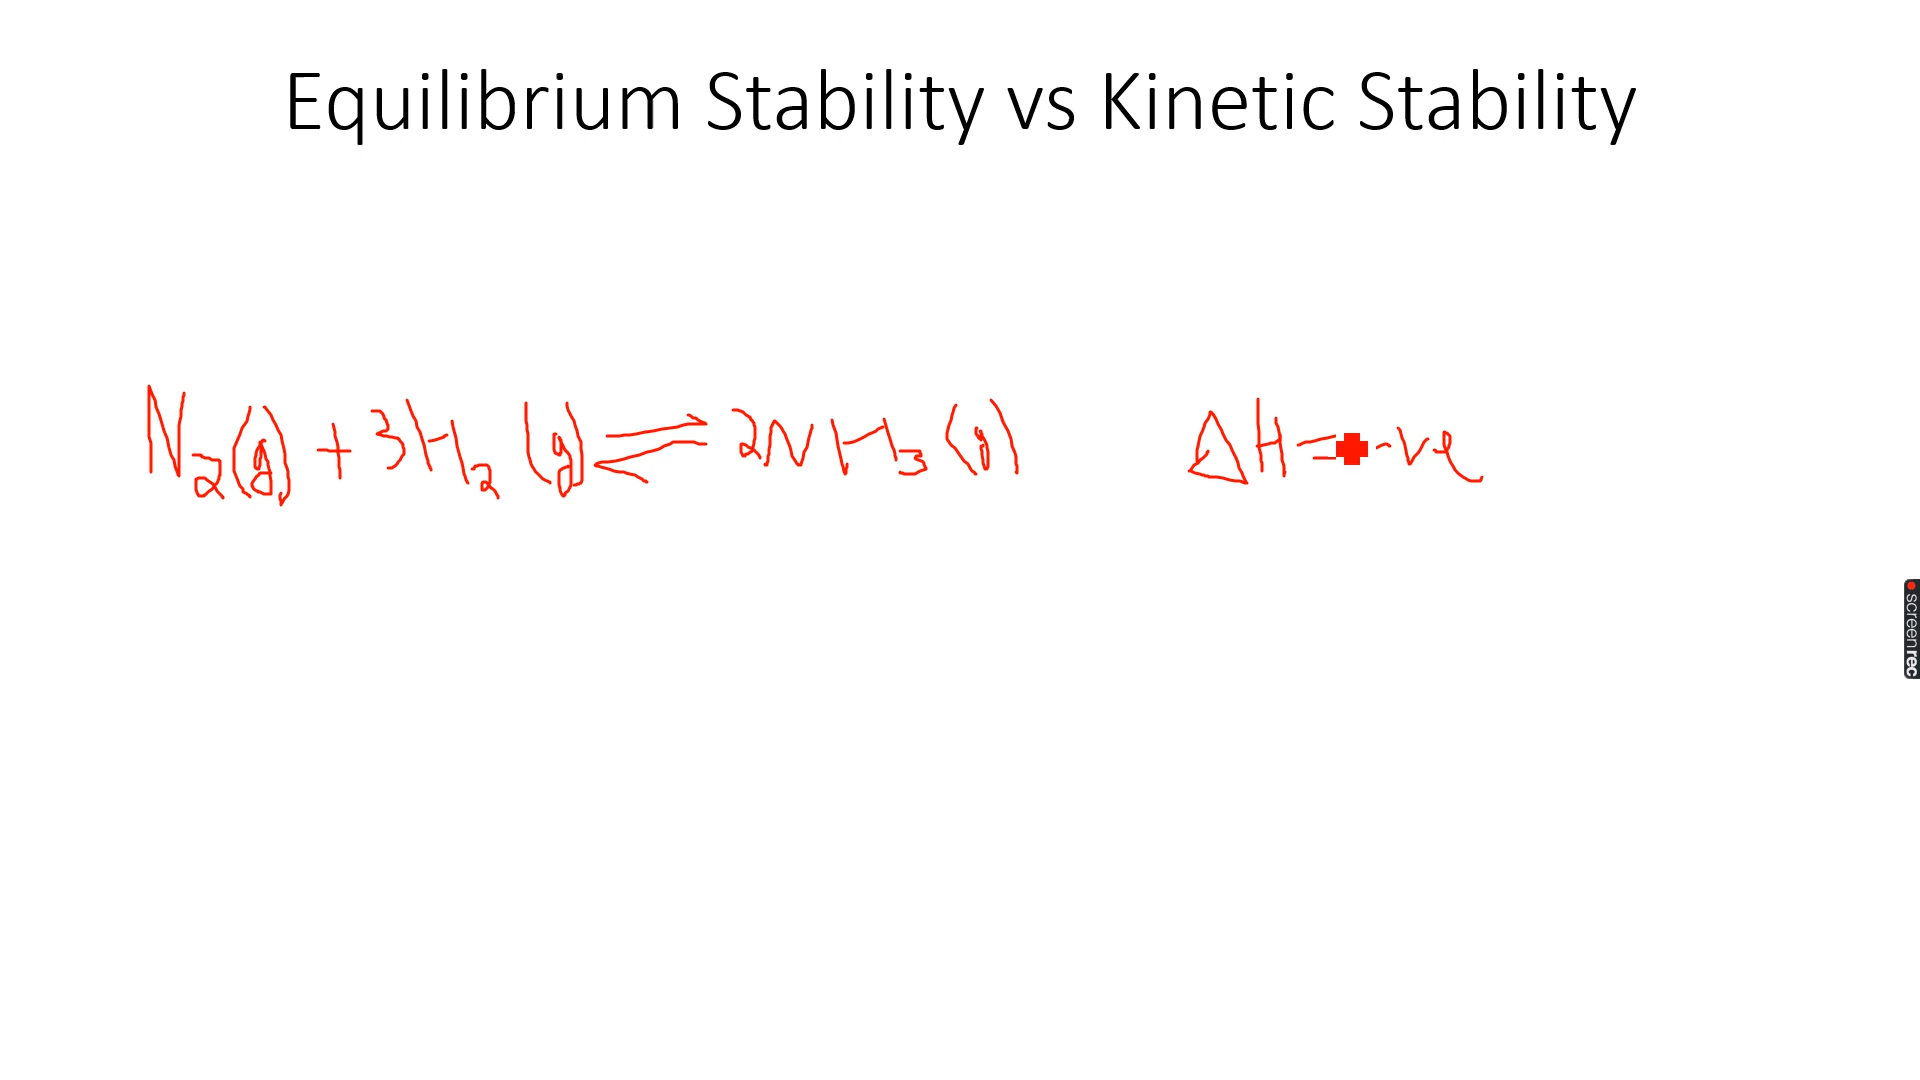 Equilibrium Stability vs Kinetic Stability
N₂(g) + 3H₂(g) ⇌ 2NH₃(g) ΔH = -ve
screenrec